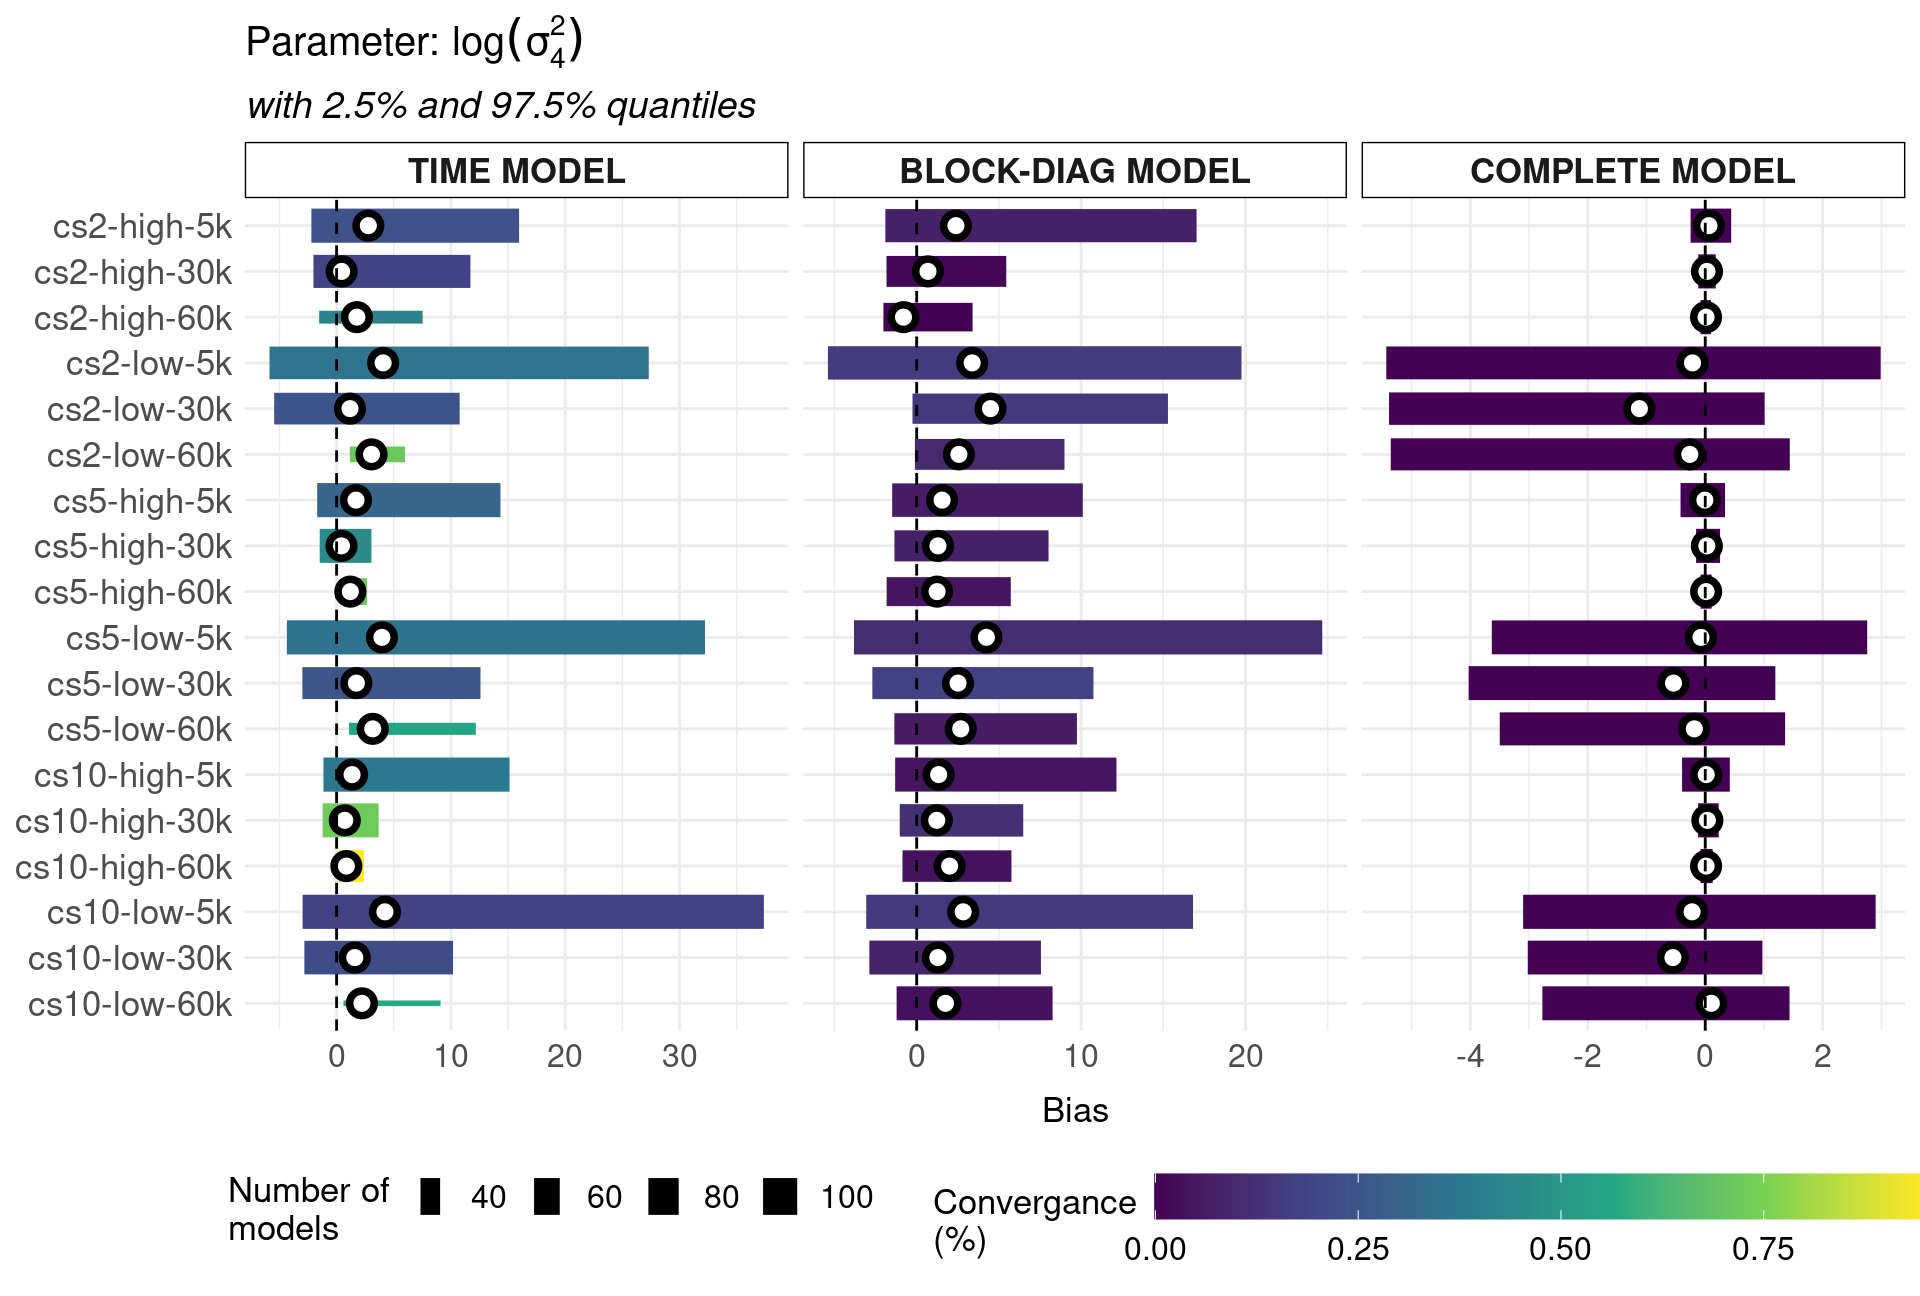 Parameter: log(σ₄²)
with 2.5% and 97.5% quantiles
TIME MODEL
BLOCK-DIAG MODEL
COMPLETE MODEL
cs2-high-5k
cs2-high-30k
cs2-high-60k
cs2-low-5k
cs2-low-30k
cs2-low-60k
cs5-high-5k
cs5-high-30k
cs5-high-60k
cs5-low-5k
cs5-low-30k
cs5-low-60k
cs10-high-5k
cs10-high-30k
cs10-high-60k
cs10-low-5k
cs10-low-30k
cs10-low-60k
0 10 20 30
0 10 20
-4 -2 0 2
Bias
Number of
models
40 60 80 100
Convergance
(%)
0.00 0.25 0.50 0.75